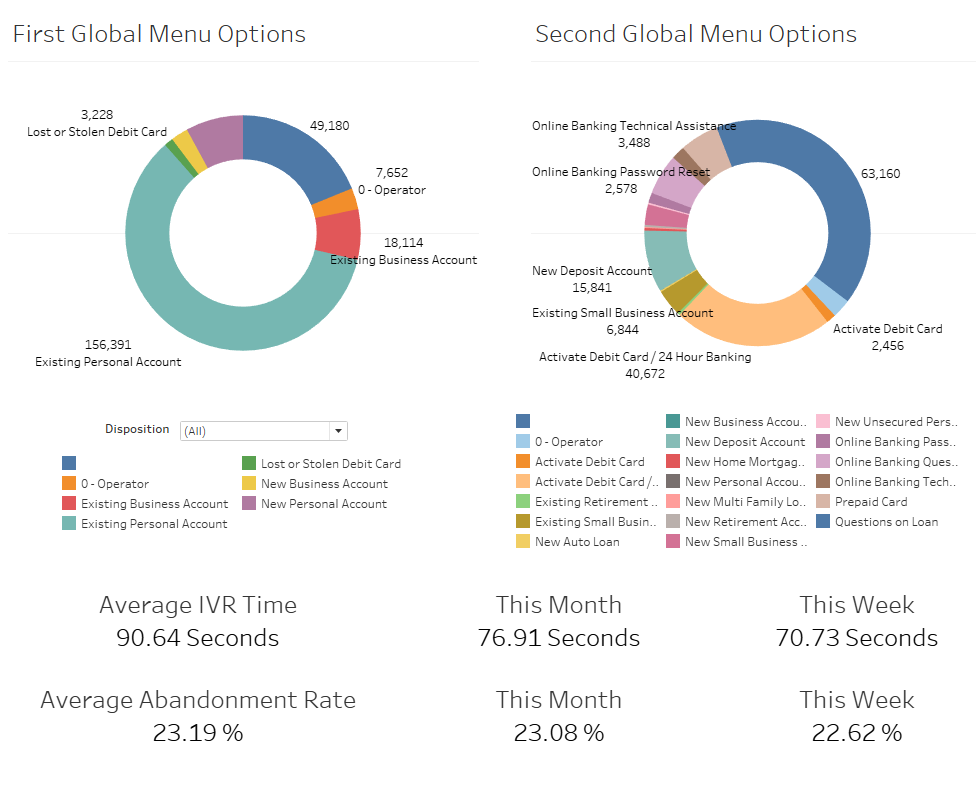 First Global Menu Options
3,228
Lost or Stolen Debit Card
49,180
7,652
0 - Operator
18,114
Existing Business Account
156,391
Existing Personal Account
Disposition
(All)
0 - Operator
Existing Business Account
Existing Personal Account
Lost or Stolen Debit Card
New Business Account
New Personal Account
Second Global Menu Options
Online Banking Technical Assistance
3,488
Online Banking Password Reset
2,578
63,160
New Deposit Account
15,841
Existing Small Business Account
6,844
Activate Debit Card / 24 Hour Banking
40,672
Activate Debit Card
2,456
0 - Operator
Activate Debit Card
Activate Debit Card /..
Existing Retirement ..
Existing Small Busin..
New Auto Loan
New Business Accou..
New Deposit Account
New Home Mortgag..
New Personal Accou..
New Multi Family Lo..
New Retirement Acc..
New Small Business ..
New Unsecured Pers..
Online Banking Pass..
Online Banking Ques..
Online Banking Tech..
Prepaid Card
Questions on Loan
Average IVR Time
90.64 Seconds
This Month
76.91 Seconds
This Week
70.73 Seconds
Average Abandonment Rate
23.19 %
This Month
23.08 %
This Week
22.62 %